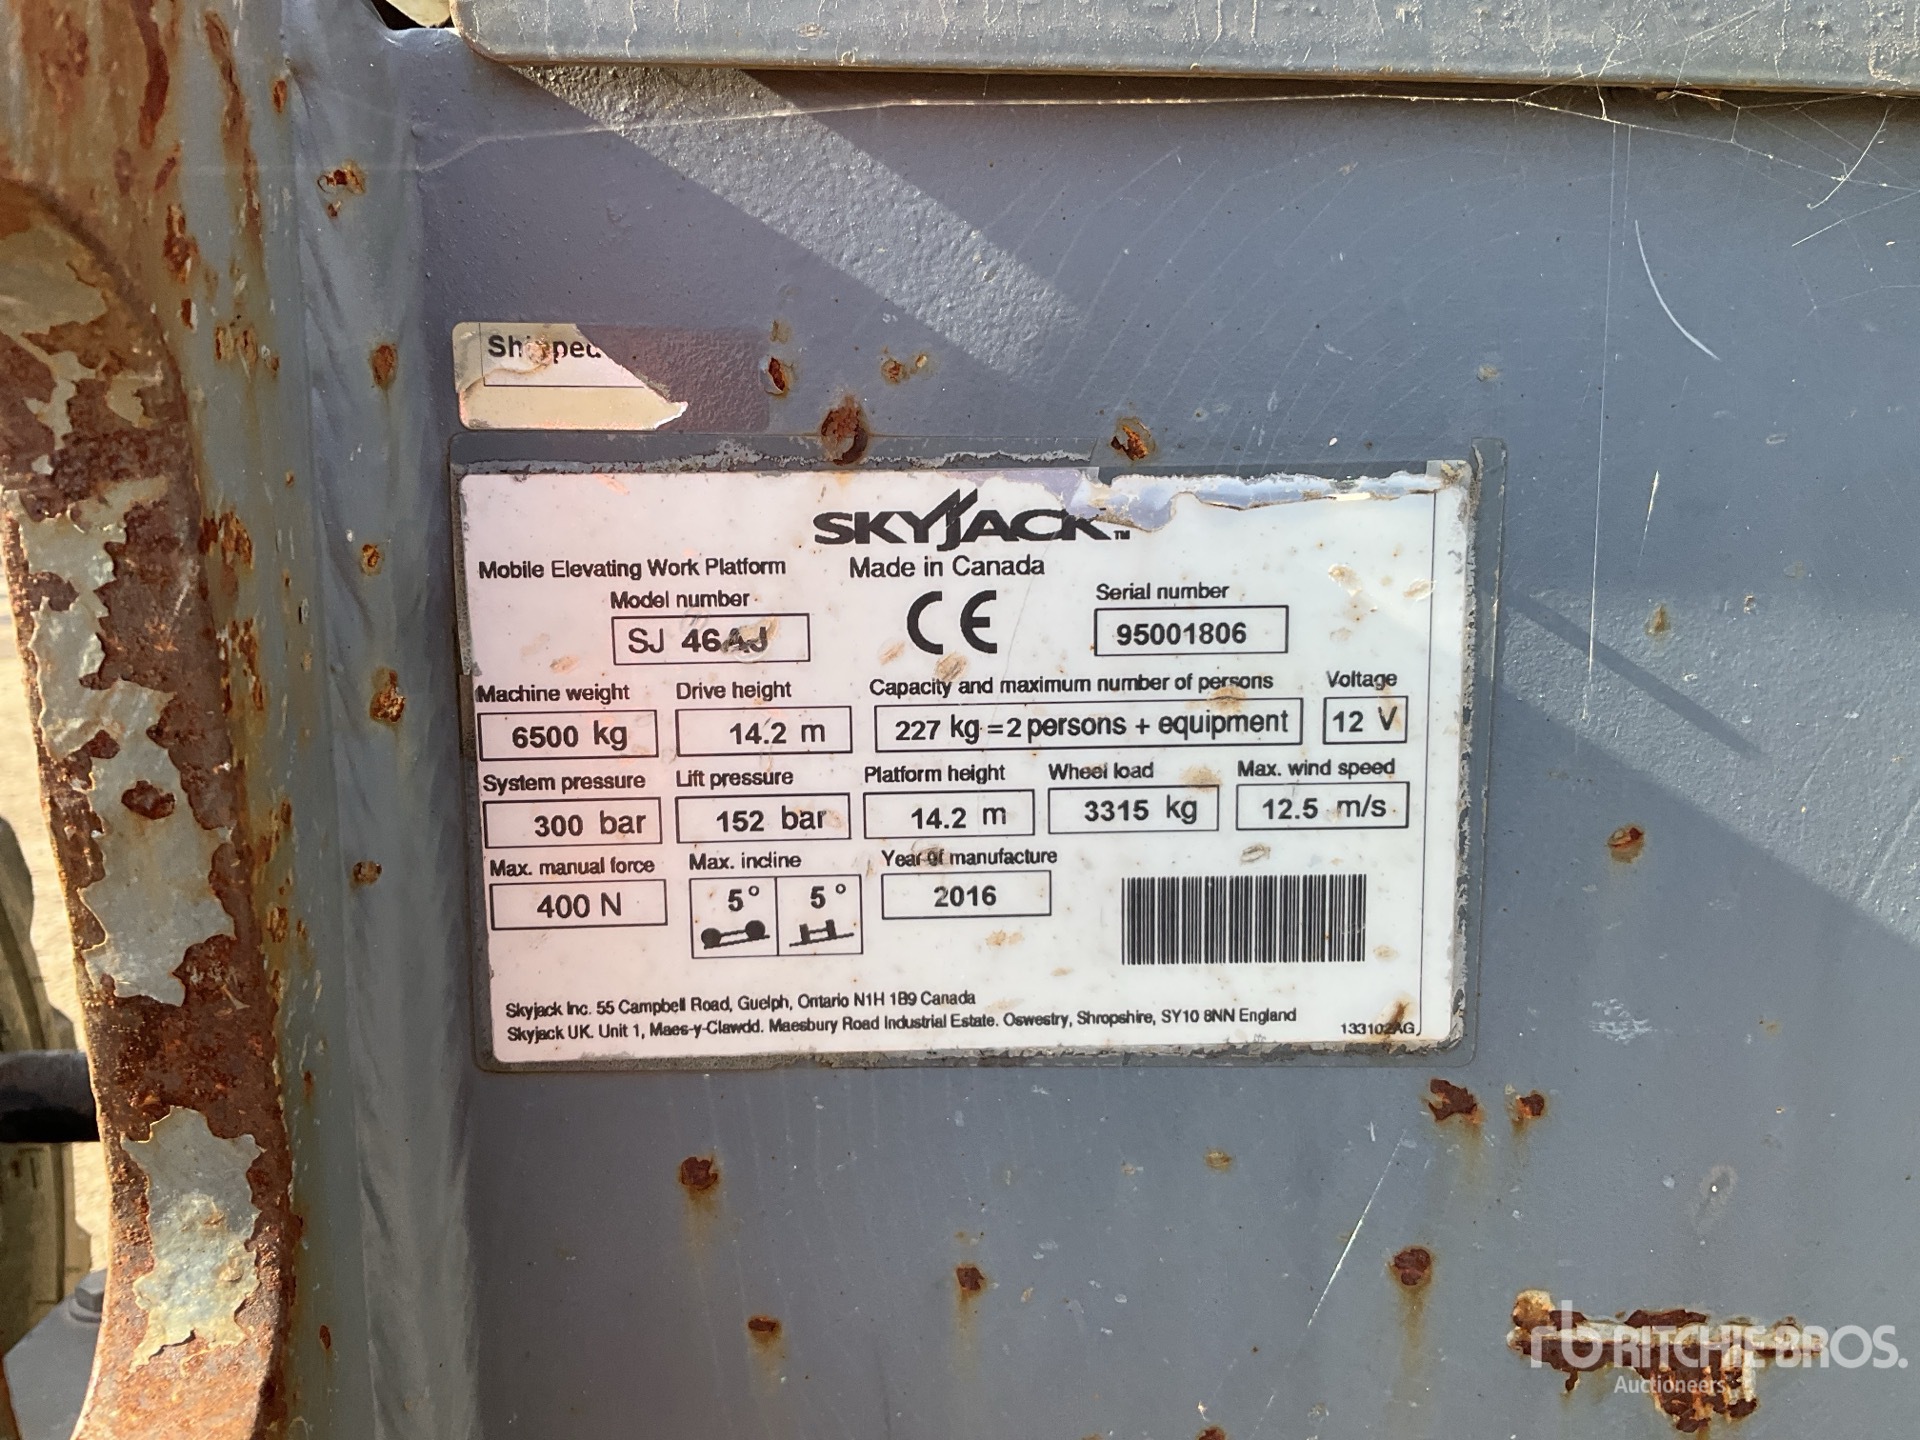 Shipped
SKYJACK™
Mobile Elevating Work Platform Made in Canada
Model number Serial number
SJ 46AJ CE 95001806
Machine weight Drive height Capacity and maximum number of persons Voltage
6500 kg 14.2 m 227 kg = 2 persons + equipment 12 V
System pressure Lift pressure Platform height Wheel load Max. wind speed
300 bar 152 bar 14.2 m 3315 kg 12.5 m/s
Max. manual force Max. incline Year of manufacture
400 N 5° 5° 2016
Skyjack Inc. 55 Campbell Road, Guelph, Ontario N1H 1B9 Canada
Skyjack UK. Unit 1, Maes-y-Clawdd. Maesbury Road Industrial Estate. Oswestry, Shropshire, SY10 8NN England 133102AG
rb RITCHIE BROS.
Auctioneers